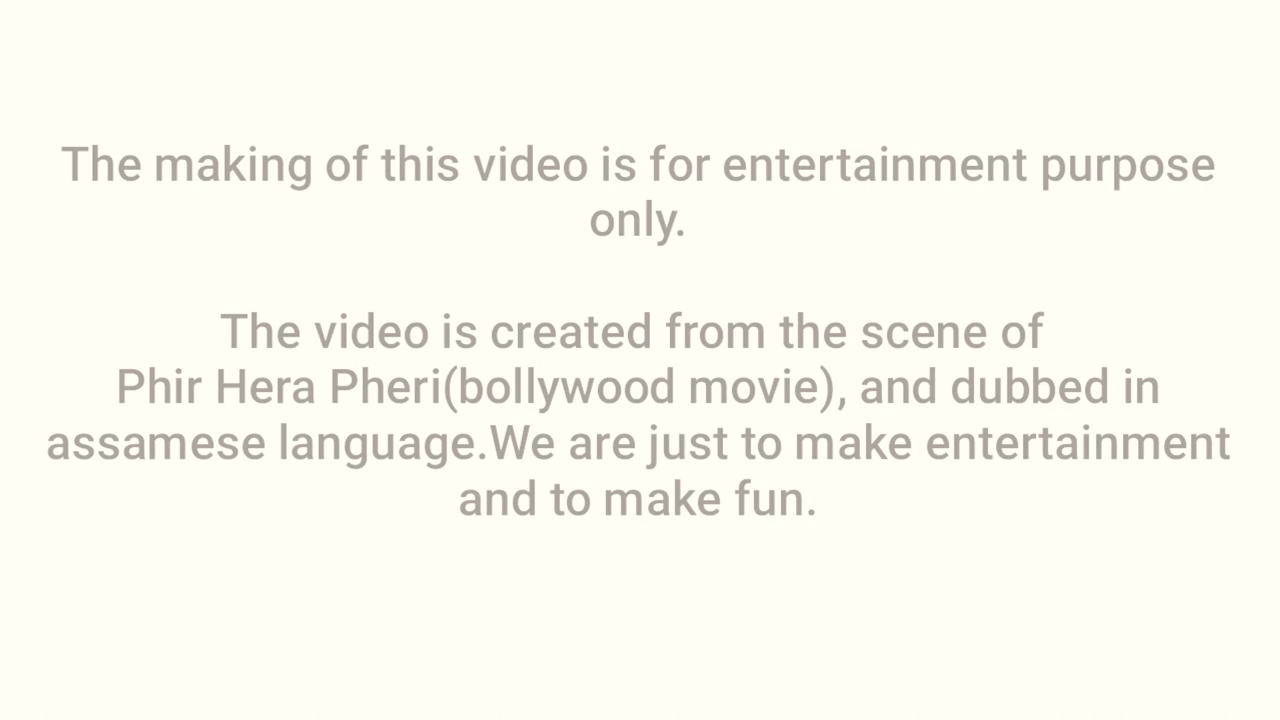 The making of this video is for entertainment purpose
only.
The video is created from the scene of
Phir Hera Pheri(bollywood movie), and dubbed in
assamese language.We are just to make entertainment
and to make fun.